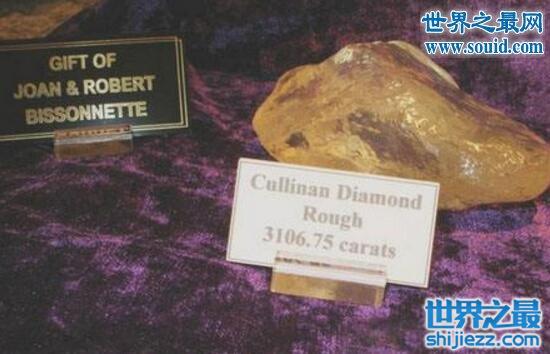 世界之最网
www.souid.com
GIFT OF
JOAN & ROBERT
BISSONNETTE
Cullinan Diamond
Rough
3106.75 carats
世界之最
shijiezz.com